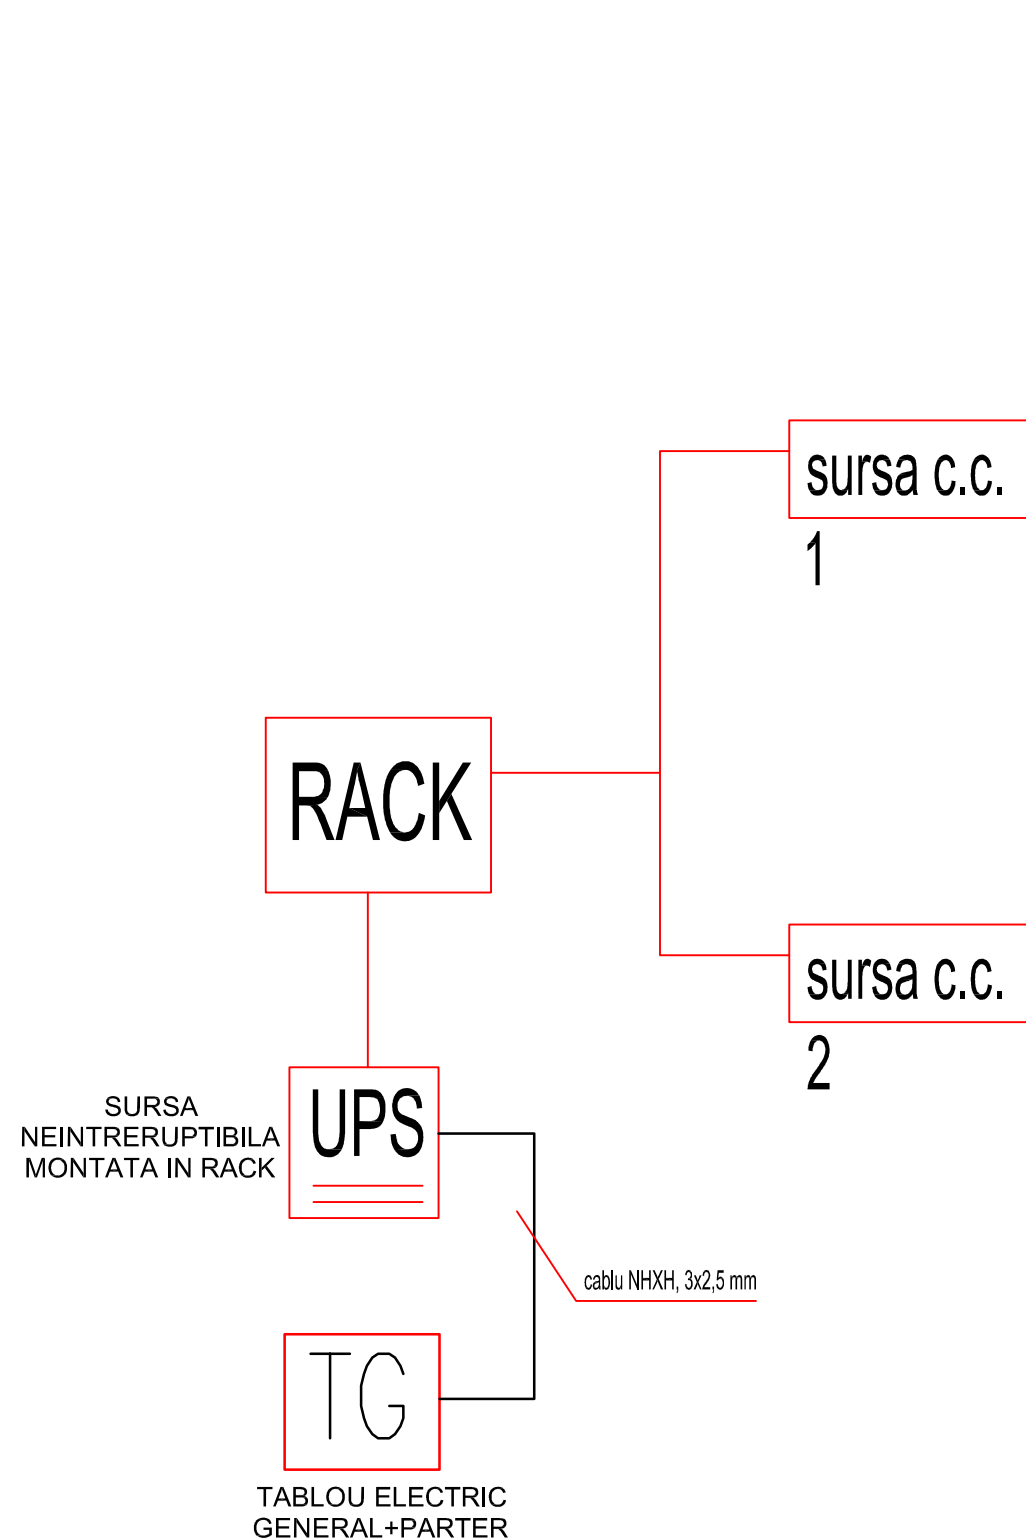 sursa c.c.
1
RACK
sursa c.c.
2
UPS
SURSA
NEINTRERUPTIBILA
MONTATA IN RACK
cablu NHXH, 3x2,5 mm
TG
TABLOU ELECTRIC
GENERAL+PARTER